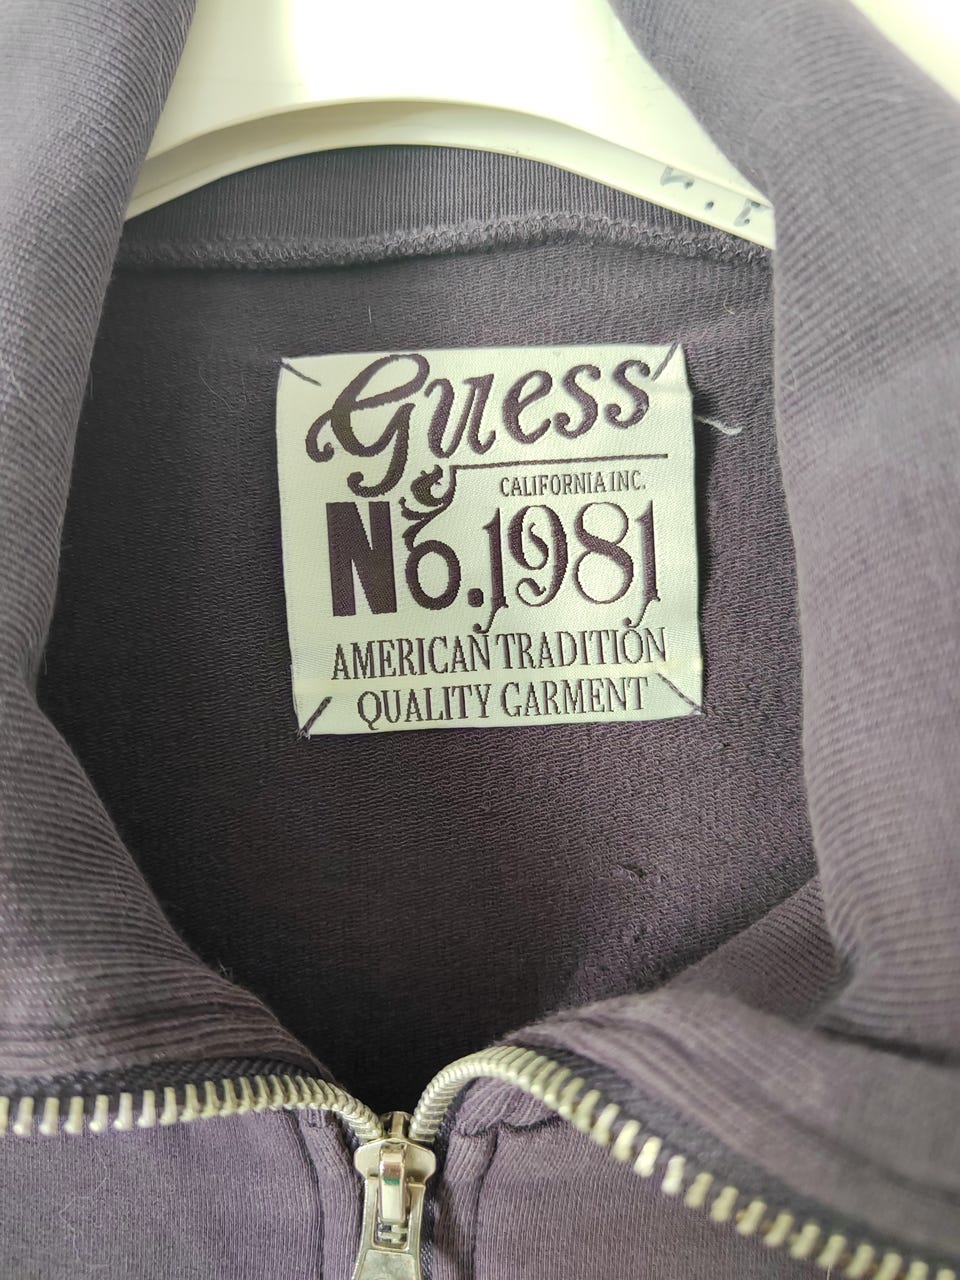 Guess
CALIFORNIA INC.
No.1981
AMERICAN TRADITION
QUALITY GARMENT